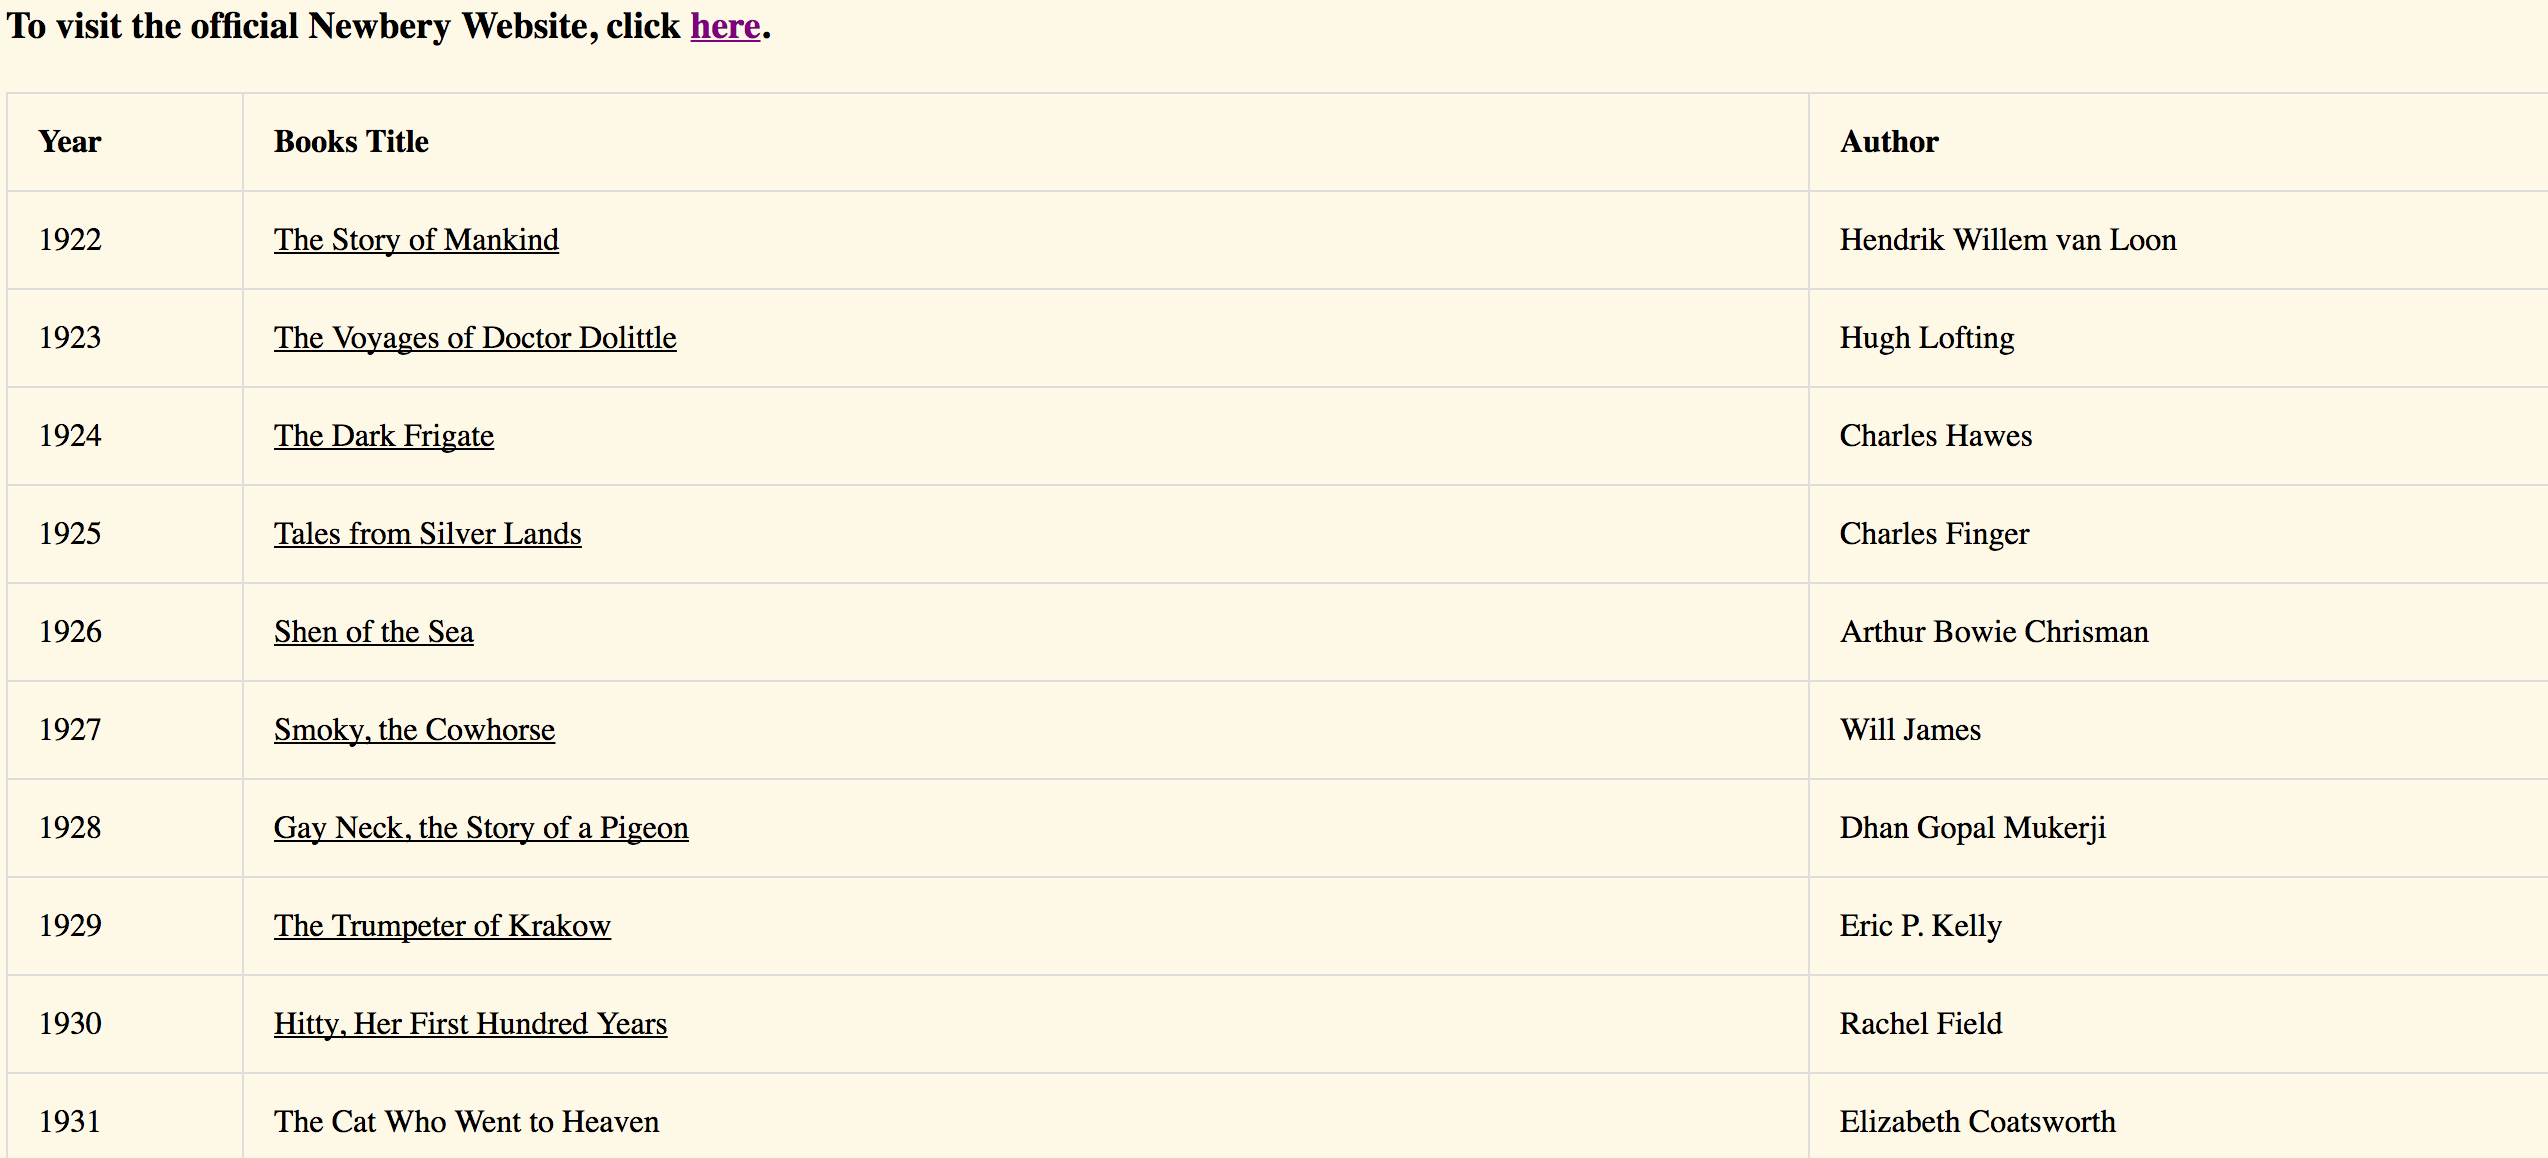 To visit the official Newbery Website, click here.
Year Books Title Author
1922 The Story of Mankind Hendrik Willem van Loon
1923 The Voyages of Doctor Dolittle Hugh Lofting
1924 The Dark Frigate Charles Hawes
1925 Tales from Silver Lands Charles Finger
1926 Shen of the Sea Arthur Bowie Chrisman
1927 Smoky, the Cowhorse Will James
1928 Gay Neck, the Story of a Pigeon Dhan Gopal Mukerji
1929 The Trumpeter of Krakow Eric P. Kelly
1930 Hitty, Her First Hundred Years Rachel Field
1931 The Cat Who Went to Heaven Elizabeth Coatsworth